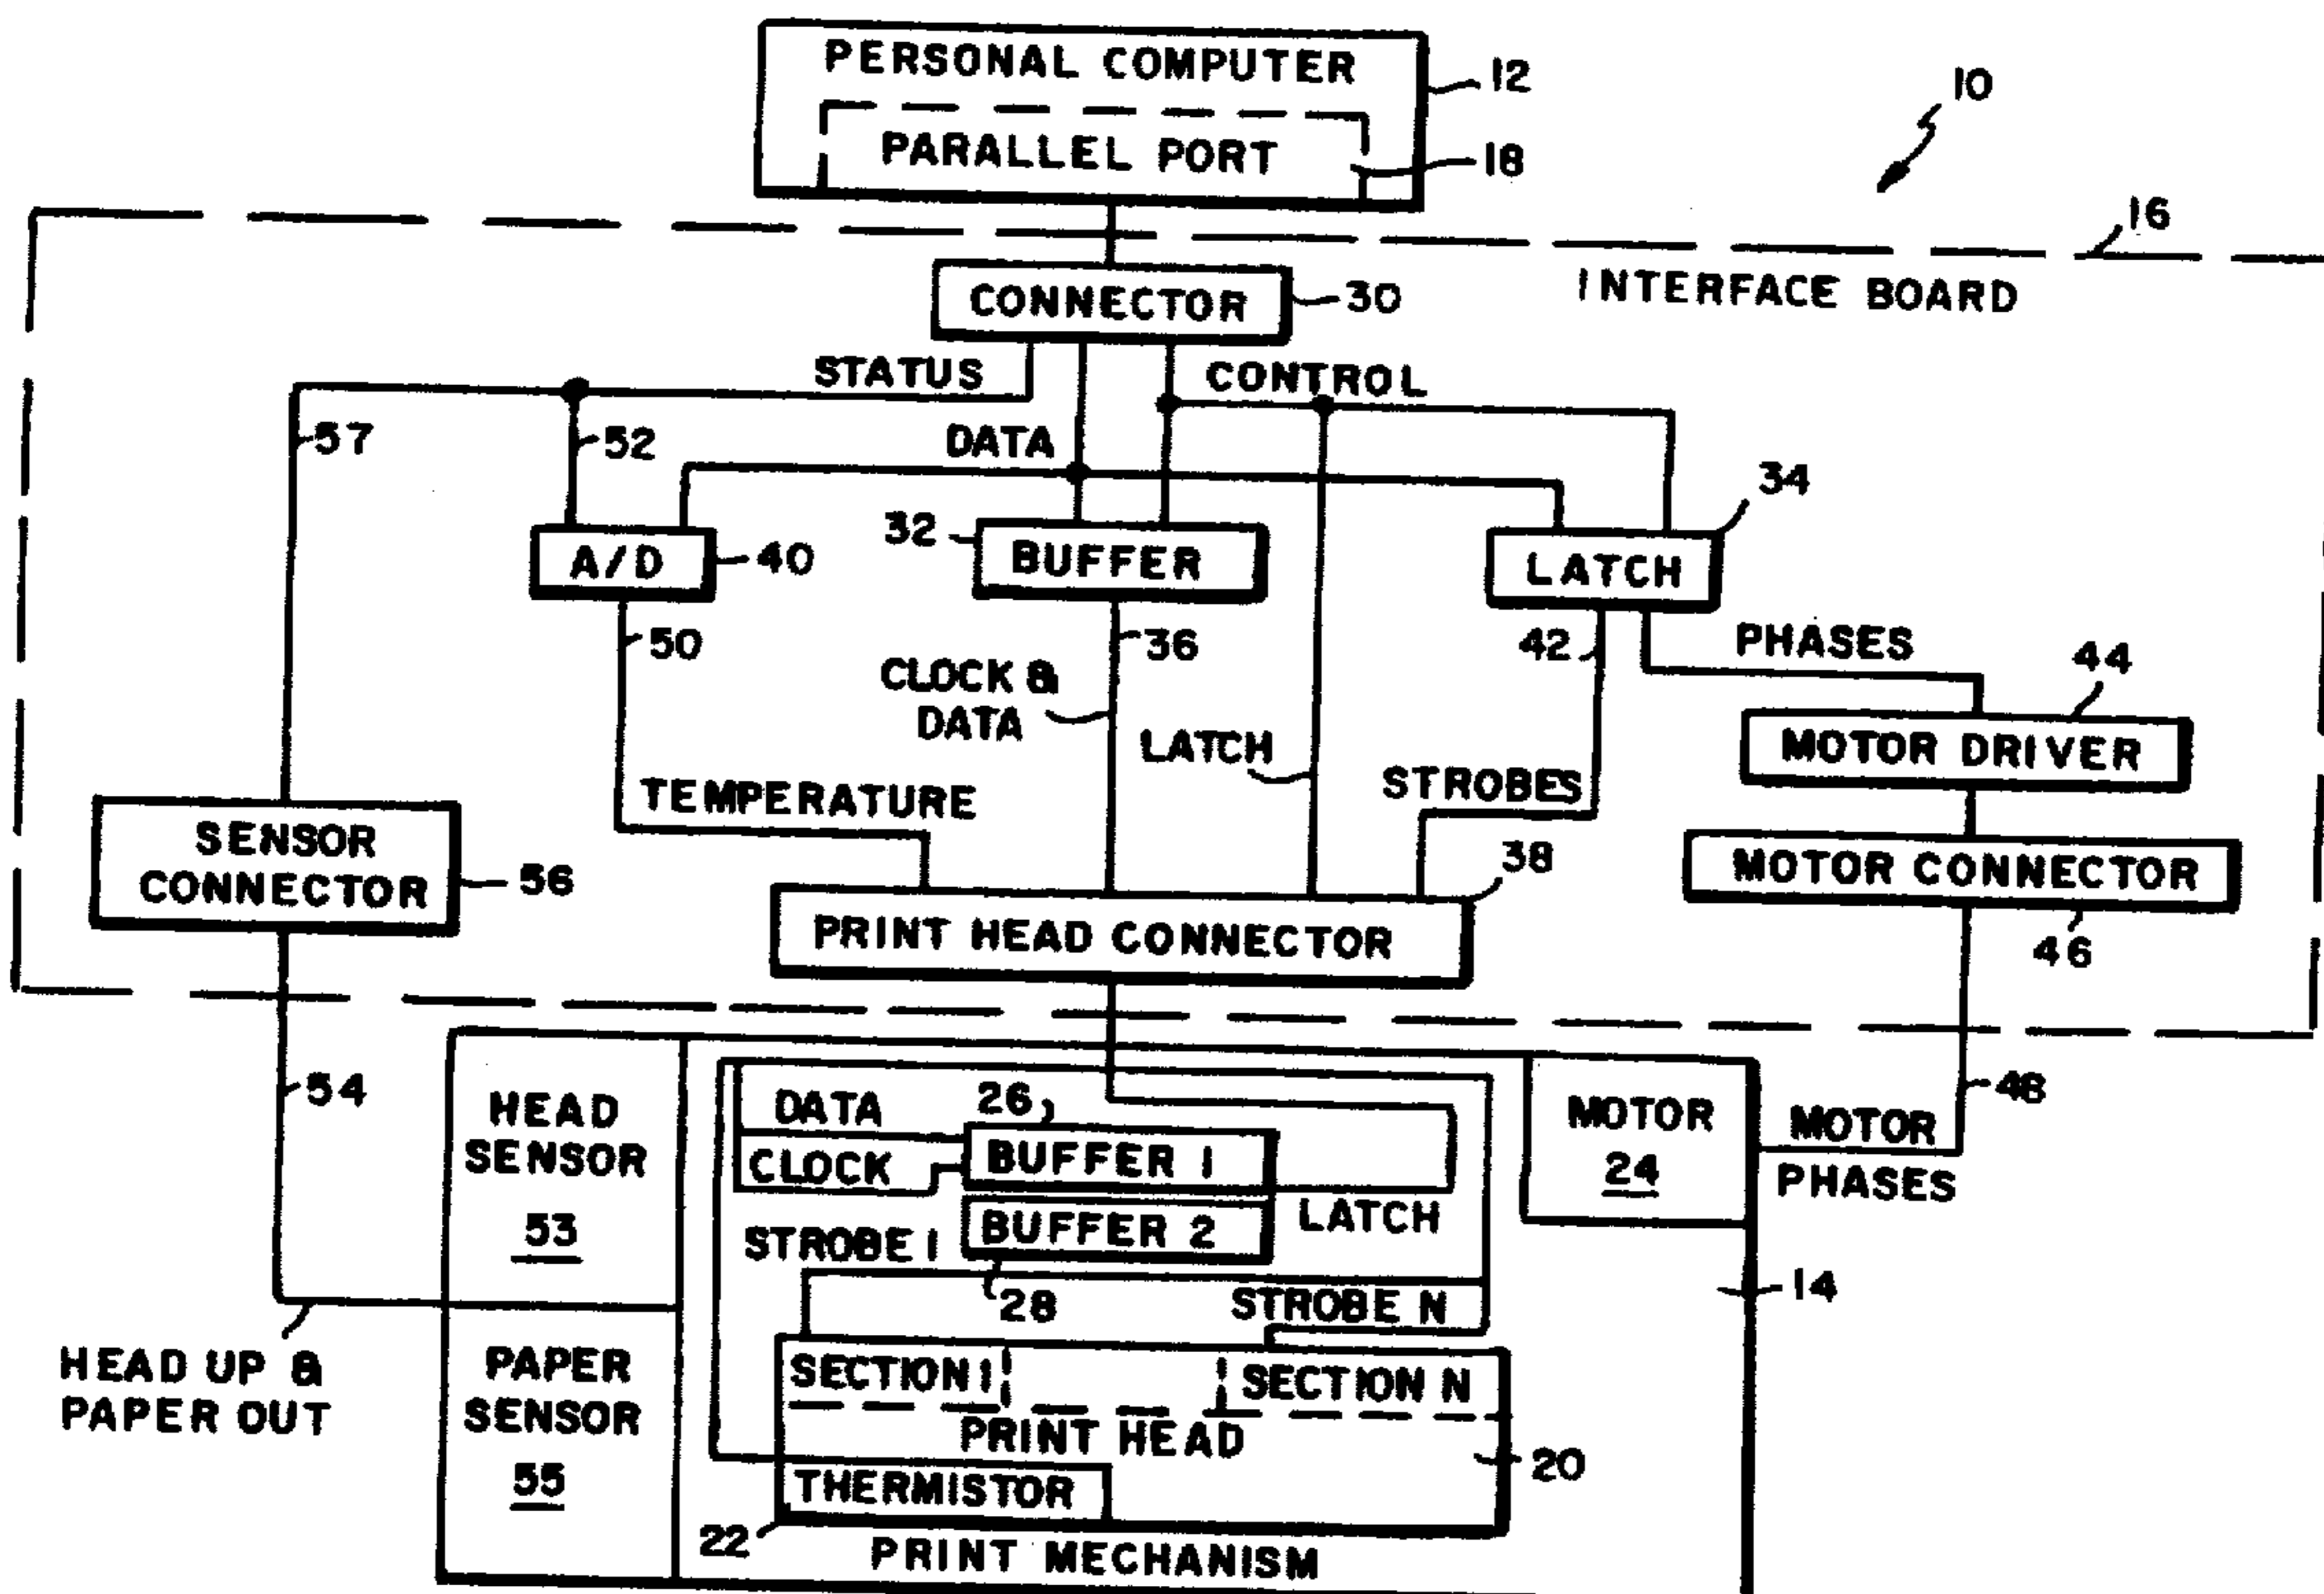 PERSONAL COMPUTER
12
10
PARALLEL PORT
18
16
INTERFACE BOARD
CONNECTOR
30
STATUS
CONTROL
57
52
DATA
34
32
A/D
40
BUFFER
LATCH
50
36
42
PHASES
44
CLOCK &
DATA
LATCH
MOTOR DRIVER
TEMPERATURE
STROBES
SENSOR
CONNECTOR
56
38
MOTOR CONNECTOR
46
PRINT HEAD CONNECTOR
54
48
HEAD
SENSOR
53
DATA
26
CLOCK
BUFFER 1
BUFFER 2
LATCH
MOTOR
24
MOTOR
PHASES
STROBE 1
28
STROBE N
14
HEAD UP &
PAPER OUT
PAPER
SENSOR
55
SECTION 1
SECTION N
PRINT HEAD
20
THERMISTOR
22
PRINT MECHANISM